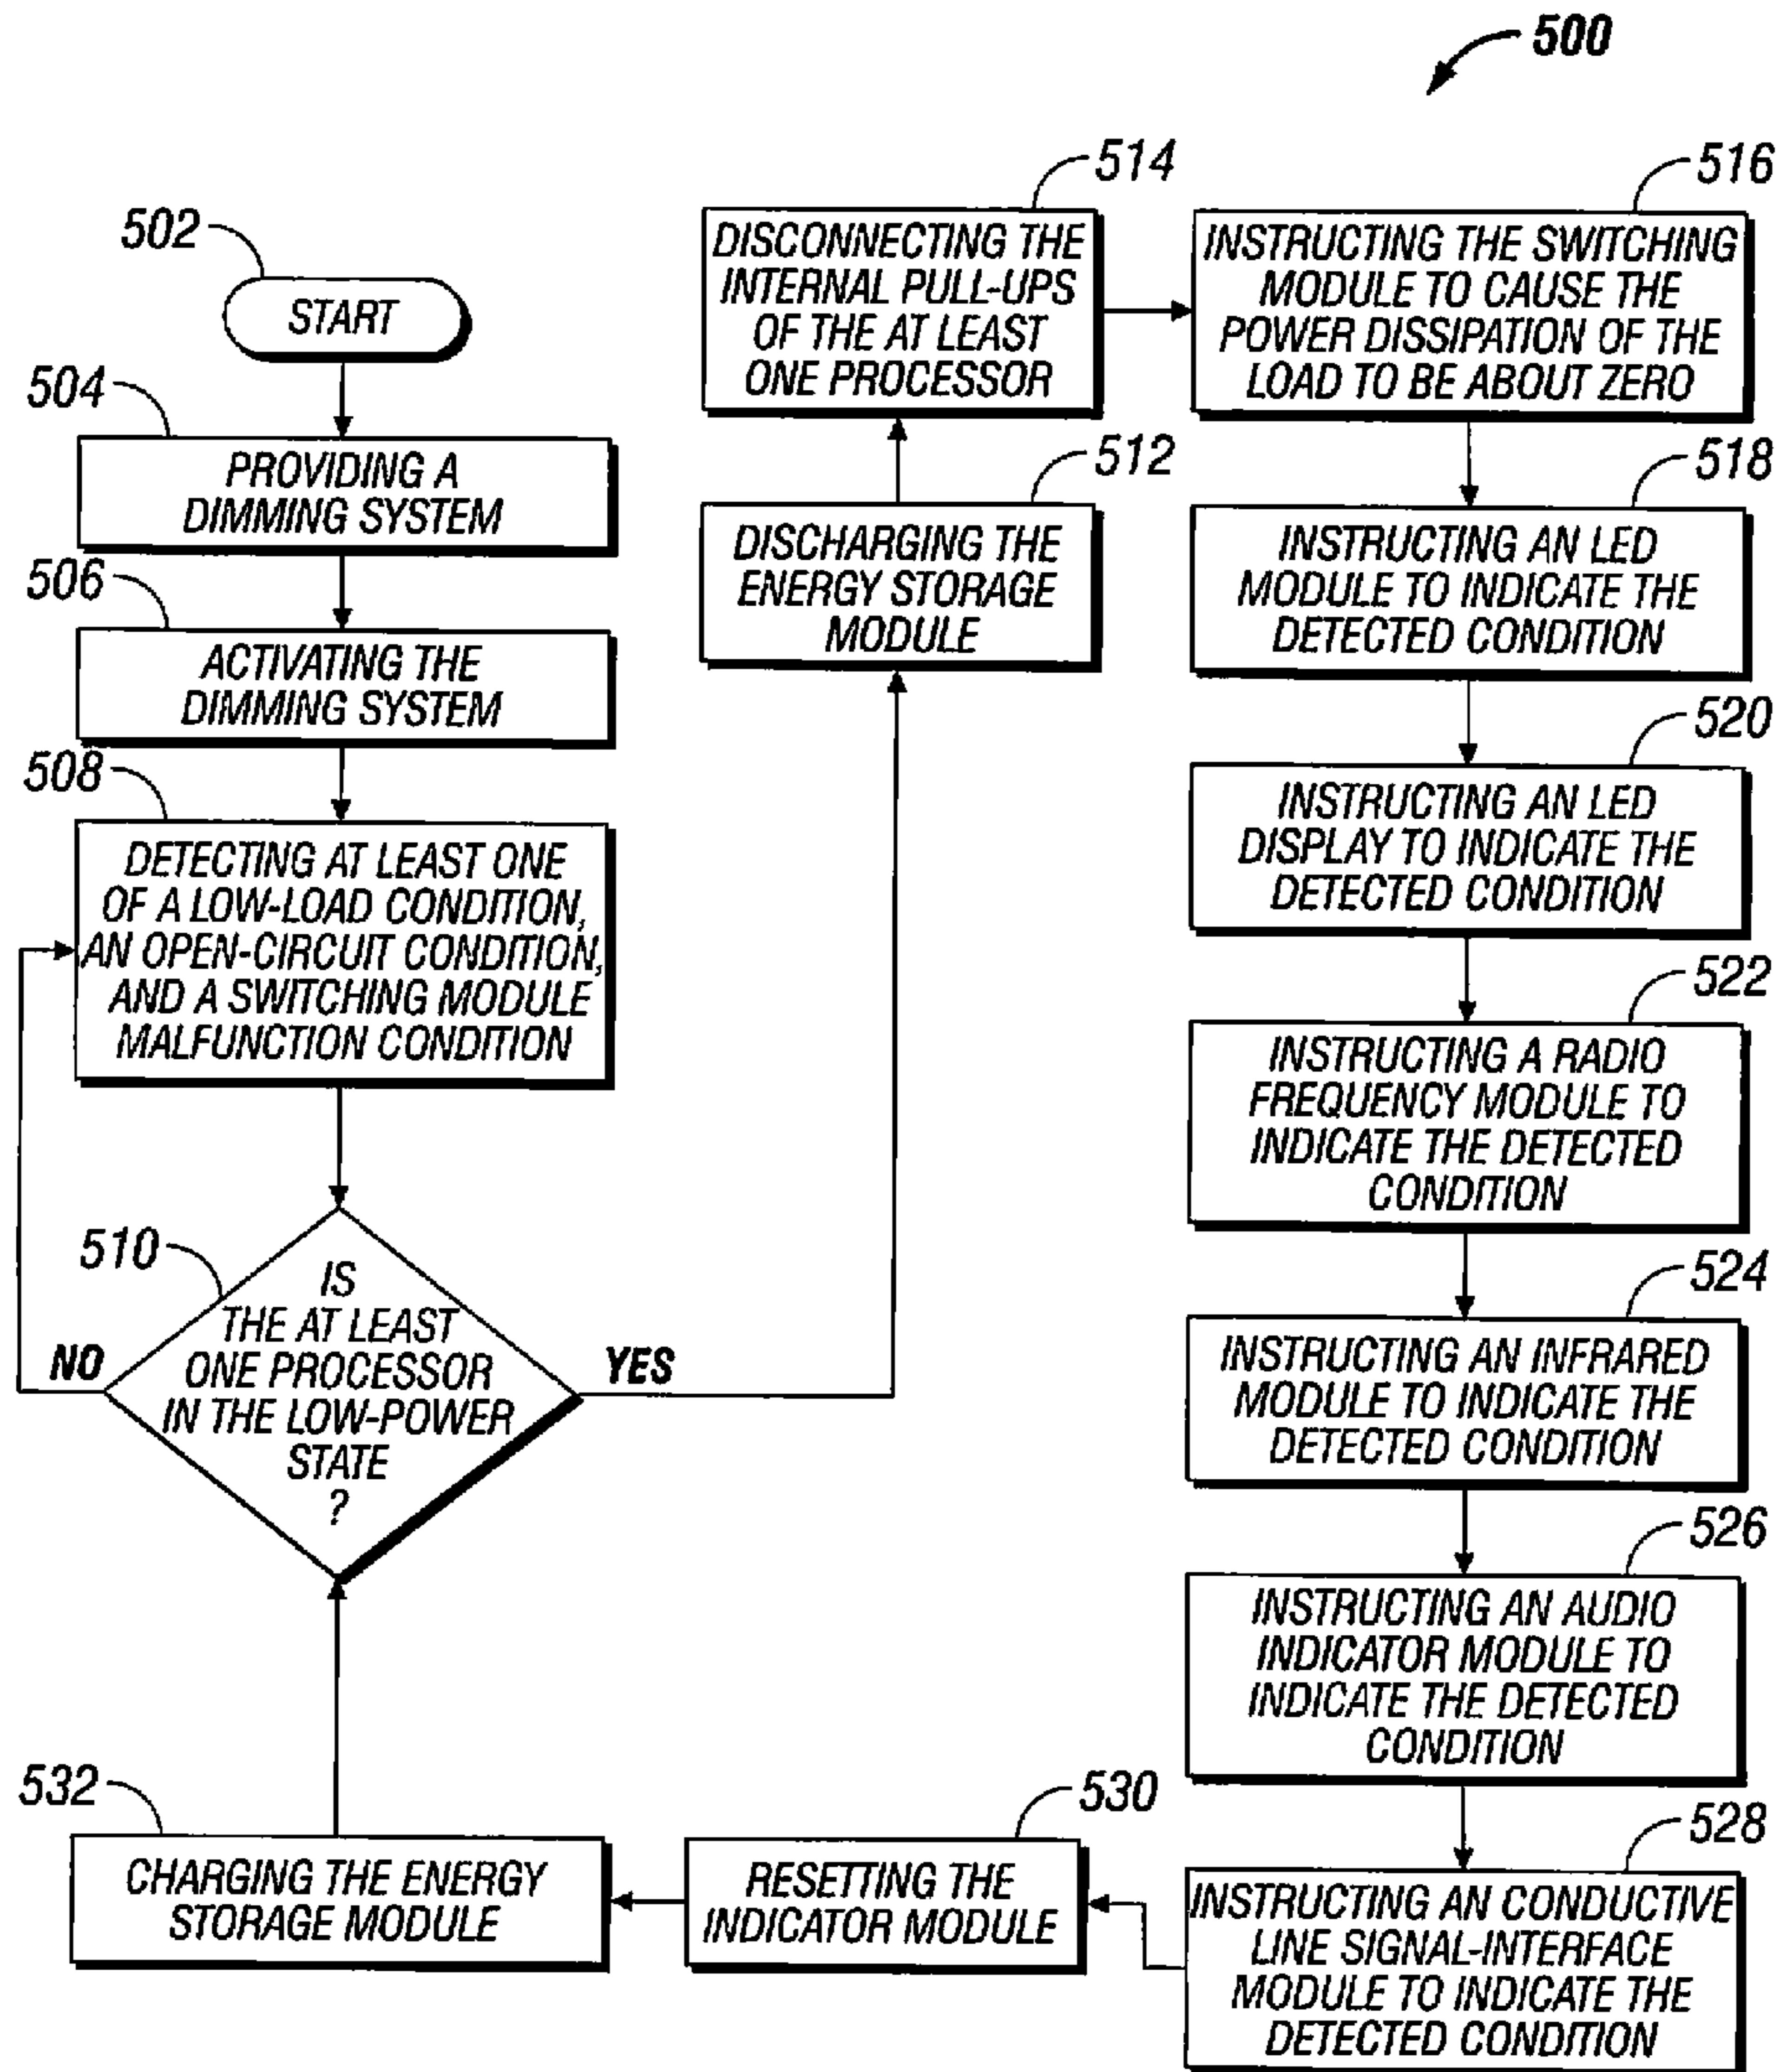 500
502
START
504
PROVIDING A
DIMMING SYSTEM
506
ACTIVATING THE
DIMMING SYSTEM
508
DETECTING AT LEAST ONE
OF A LOW-LOAD CONDITION,
AN OPEN-CIRCUIT CONDITION,
AND A SWITCHING MODULE
MALFUNCTION CONDITION
510
IS
THE AT LEAST
ONE PROCESSOR
IN THE LOW-POWER
STATE
?
NO
YES
512
DISCHARGING THE
ENERGY STORAGE
MODULE
514
DISCONNECTING THE
INTERNAL PULL-UPS
OF THE AT LEAST
ONE PROCESSOR
516
INSTRUCTING THE SWITCHING
MODULE TO CAUSE THE
POWER DISSIPATION OF THE
LOAD TO BE ABOUT ZERO
518
INSTRUCTING AN LED
MODULE TO INDICATE THE
DETECTED CONDITION
520
INSTRUCTING AN LED
DISPLAY TO INDICATE THE
DETECTED CONDITION
522
INSTRUCTING A RADIO
FREQUENCY MODULE TO
INDICATE THE DETECTED
CONDITION
524
INSTRUCTING AN INFRARED
MODULE TO INDICATE THE
DETECTED CONDITION
526
INSTRUCTING AN AUDIO
INDICATOR MODULE TO
INDICATE THE DETECTED
CONDITION
528
INSTRUCTING AN CONDUCTIVE
LINE SIGNAL-INTERFACE
MODULE TO INDICATE THE
DETECTED CONDITION
530
RESETTING THE
INDICATOR MODULE
532
CHARGING THE ENERGY
STORAGE MODULE